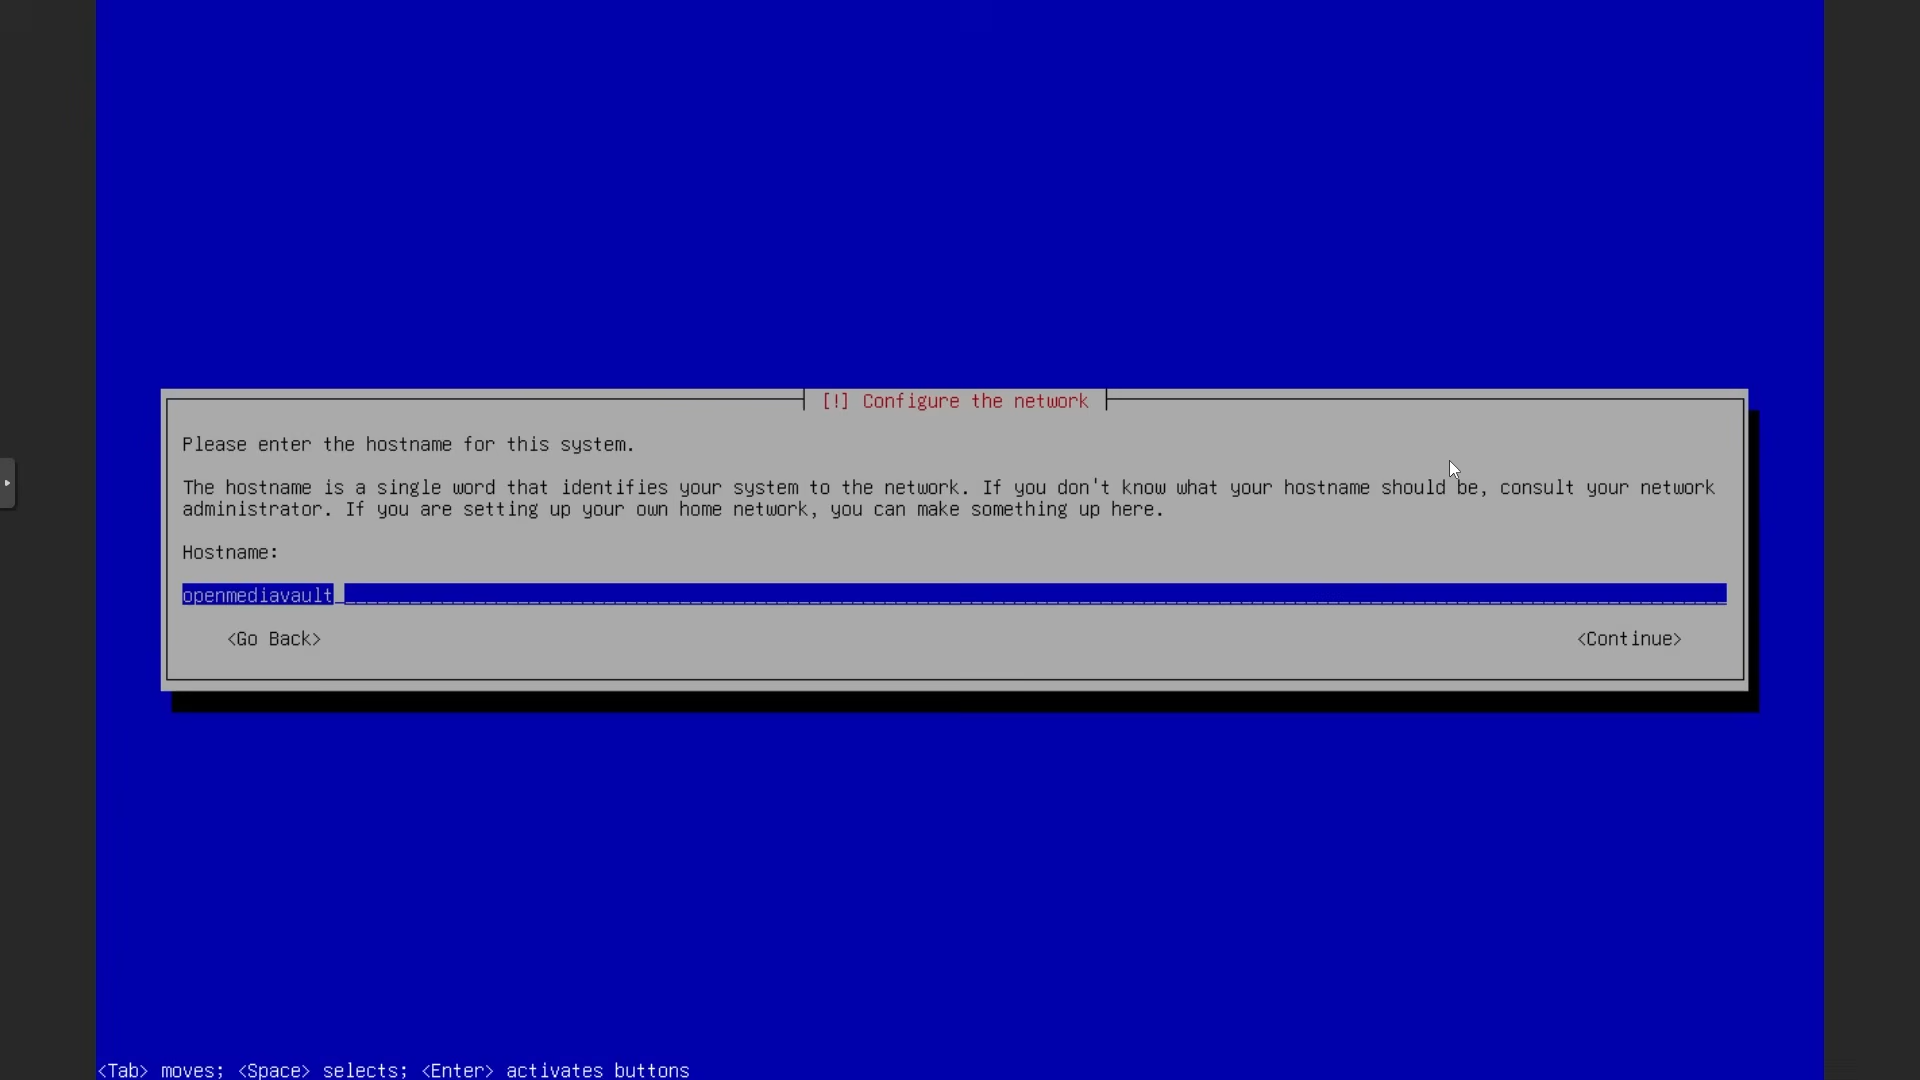 [!] Configure the network
Please enter the hostname for this system.
The hostname is a single word that identifies your system to the network. If you don't know what your hostname should be, consult your network
administrator. If you are setting up your own home network, you can make something up here.
Hostname:
openmediavault
<Go Back> <Continue>
<Tab> moves; <Space> selects; <Enter> activates buttons